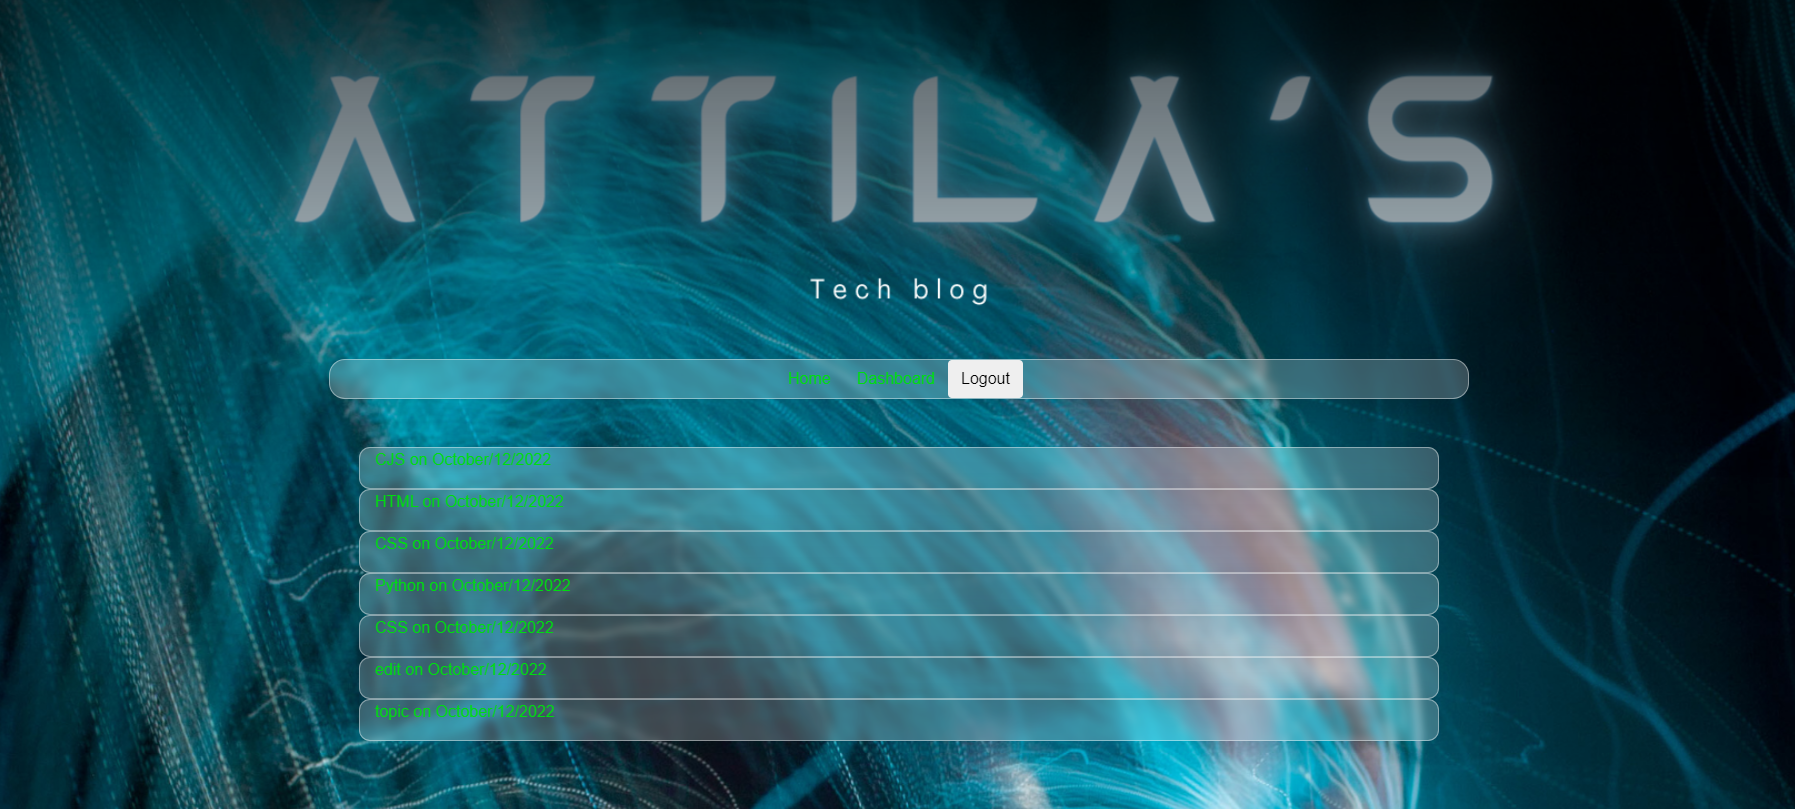 ATTILA'S
Tech blog
Home Dashboard Logout
CJS on October/12/2022
HTML on October/12/2022
CSS on October/12/2022
Python on October/12/2022
CSS on October/12/2022
edit on October/12/2022
topic on October/12/2022